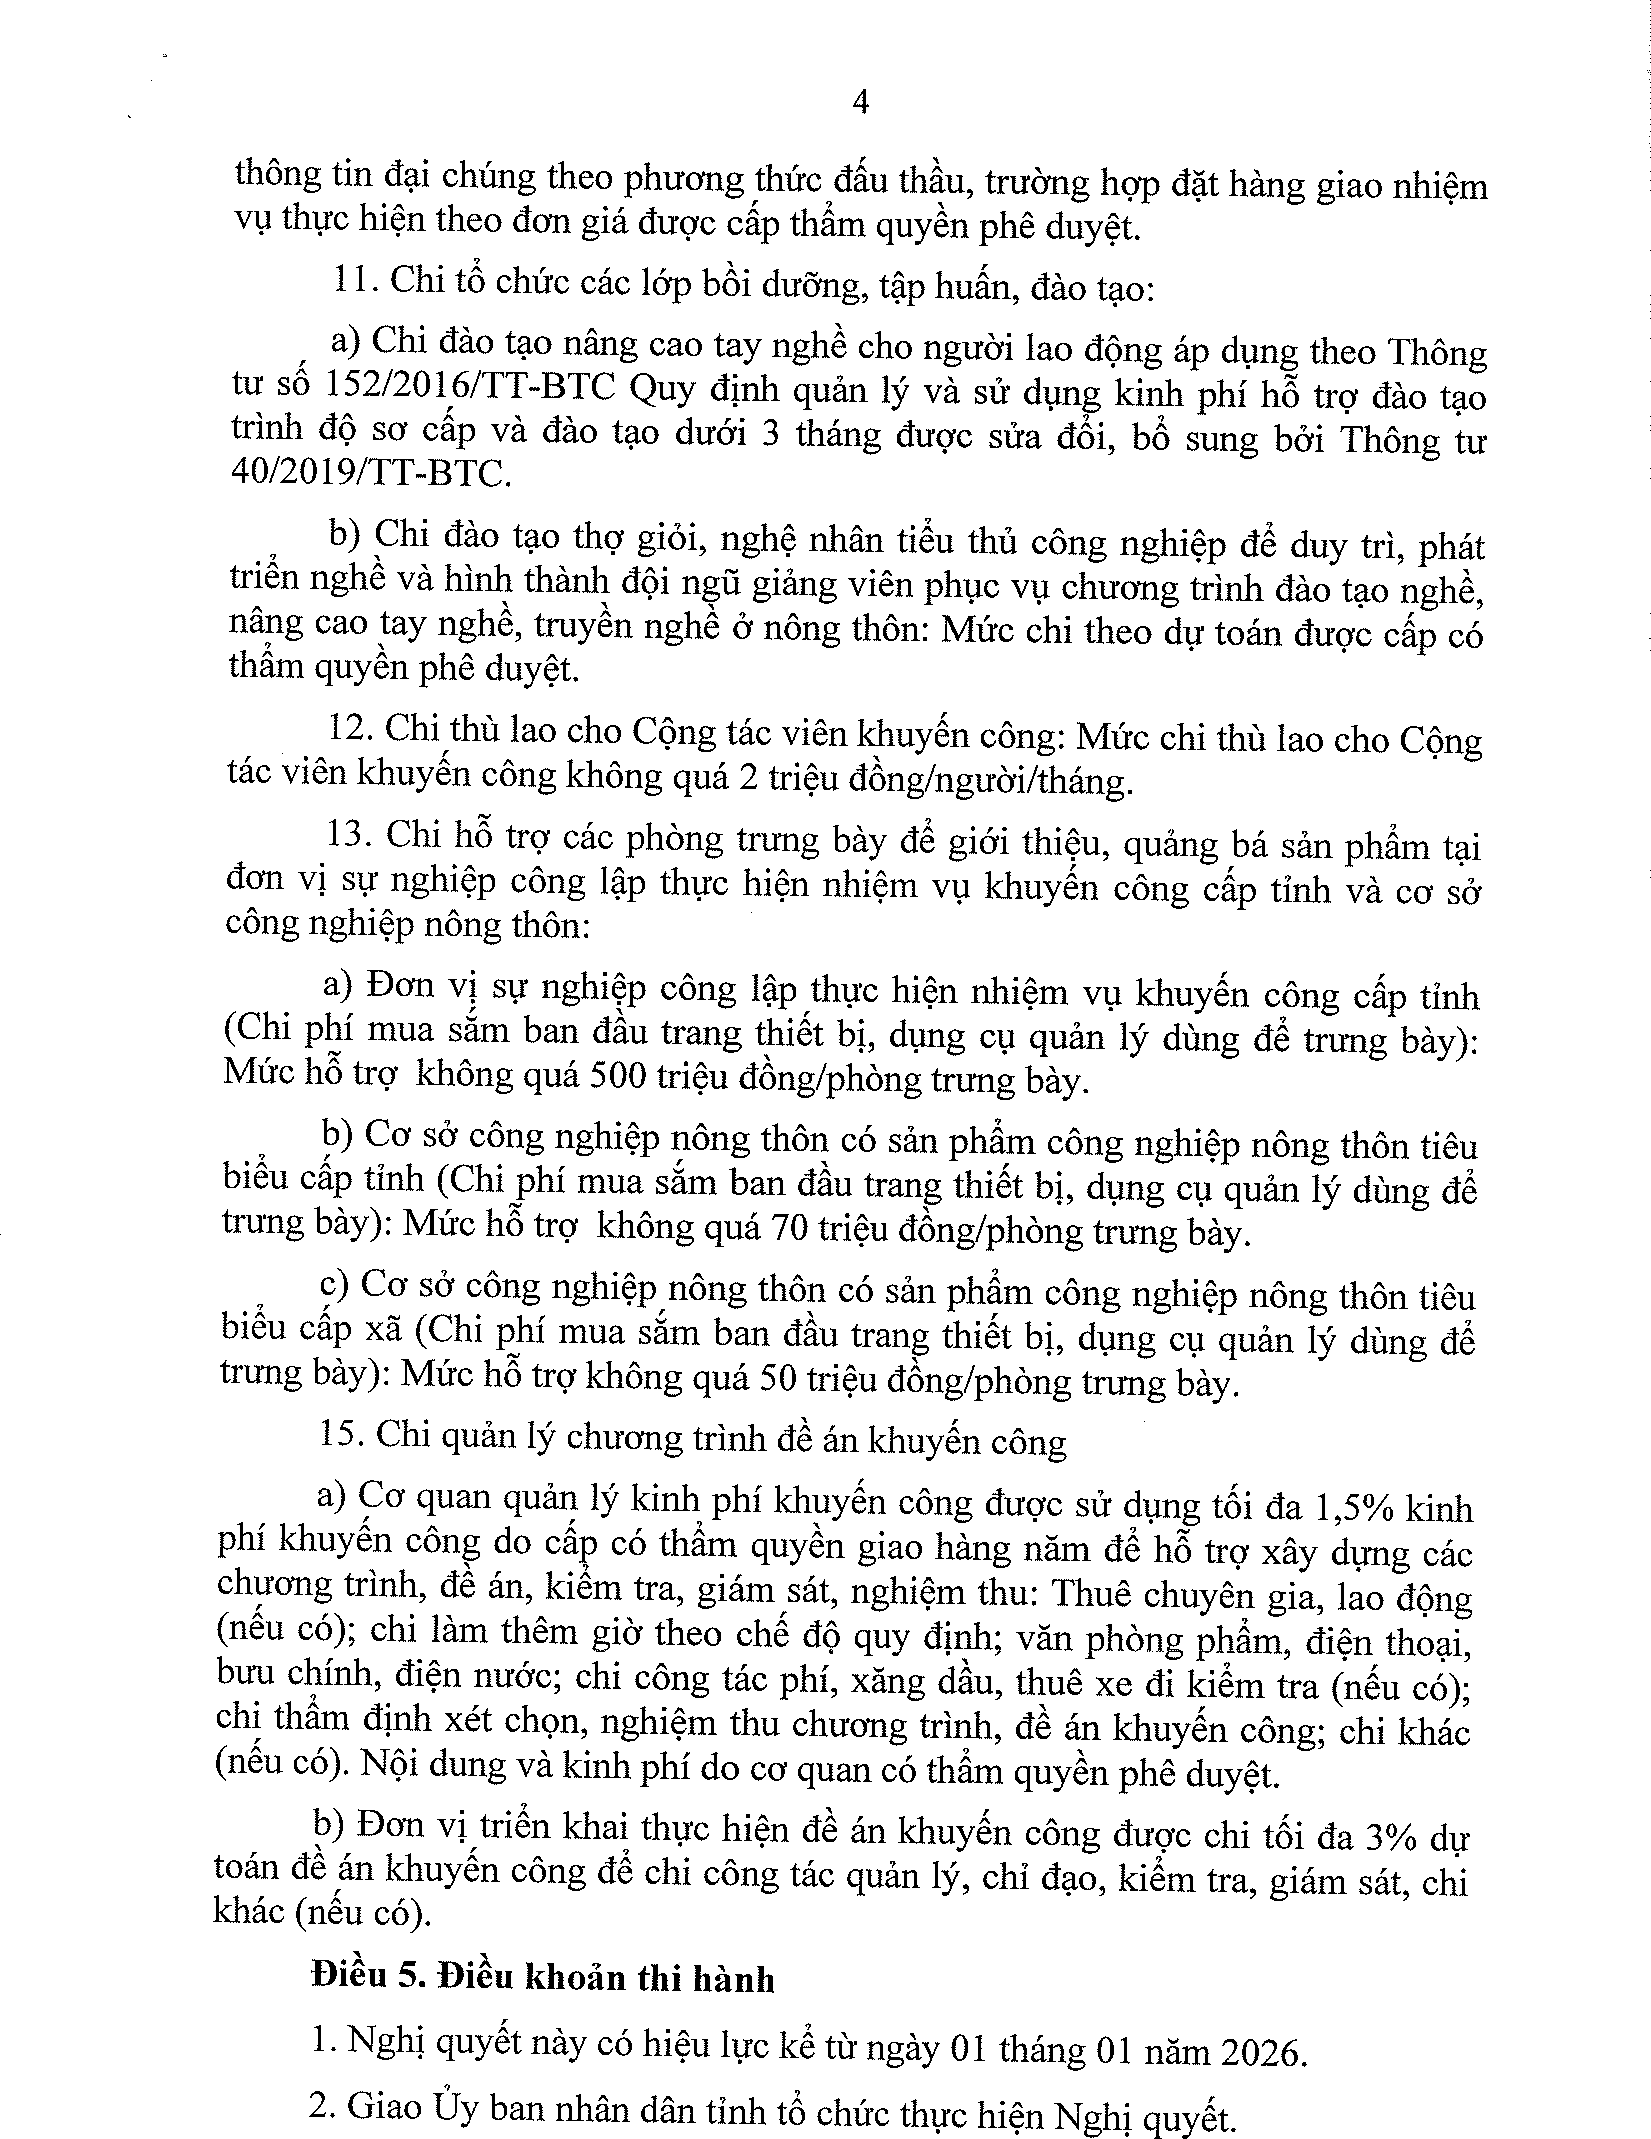 4
thông tin đại chúng theo phương thức đấu thầu, trường hợp đặt hàng giao nhiệm
vụ thực hiện theo đơn giá được cấp thẩm quyền phê duyệt.
11. Chi tổ chức các lớp bồi dưỡng, tập huấn, đào tạo:
a) Chi đào tạo nâng cao tay nghề cho người lao động áp dụng theo Thông
tư số 152/2016/TT-BTC Quy định quản lý và sử dụng kinh phí hỗ trợ đào tạo
trình độ sơ cấp và đào tạo dưới 3 tháng được sửa đổi, bổ sung bởi Thông tư
40/2019/TT-BTC.
b) Chi đào tạo thợ giỏi, nghệ nhân tiểu thủ công nghiệp để duy trì, phát
triển nghề và hình thành đội ngũ giảng viên phục vụ chương trình đào tạo nghề,
nâng cao tay nghề, truyền nghề ở nông thôn: Mức chi theo dự toán được cấp có
thẩm quyền phê duyệt.
12. Chi thù lao cho Cộng tác viên khuyến công: Mức chi thù lao cho Cộng
tác viên khuyến công không quá 2 triệu đồng/người/tháng.
13. Chi hỗ trợ các phòng trưng bày để giới thiệu, quảng bá sản phẩm tại
đơn vị sự nghiệp công lập thực hiện nhiệm vụ khuyến công cấp tỉnh và cơ sở
công nghiệp nông thôn:
a) Đơn vị sự nghiệp công lập thực hiện nhiệm vụ khuyến công cấp tỉnh
(Chi phí mua sắm ban đầu trang thiết bị, dụng cụ quản lý dùng để trưng bày):
Mức hỗ trợ không quá 500 triệu đồng/phòng trưng bày.
b) Cơ sở công nghiệp nông thôn có sản phẩm công nghiệp nông thôn tiêu
biểu cấp tỉnh (Chi phí mua sắm ban đầu trang thiết bị, dụng cụ quản lý dùng để
trưng bày): Mức hỗ trợ không quá 70 triệu đồng/phòng trưng bày.
c) Cơ sở công nghiệp nông thôn có sản phẩm công nghiệp nông thôn tiêu
biểu cấp xã (Chi phí mua sắm ban đầu trang thiết bị, dụng cụ quản lý dùng để
trưng bày): Mức hỗ trợ không quá 50 triệu đồng/phòng trưng bày.
15. Chi quản lý chương trình đề án khuyến công
a) Cơ quan quản lý kinh phí khuyến công được sử dụng tối đa 1,5% kinh
phí khuyến công do cấp có thẩm quyền giao hàng năm để hỗ trợ xây dựng các
chương trình, đề án, kiểm tra, giám sát, nghiệm thu: Thuê chuyên gia, lao động
(nếu có); chi làm thêm giờ theo chế độ quy định; văn phòng phẩm, điện thoại,
bưu chính, điện nước; chi công tác phí, xăng dầu, thuê xe đi kiểm tra (nếu có);
chi thẩm định xét chọn, nghiệm thu chương trình, đề án khuyến công; chi khác
(nếu có). Nội dung và kinh phí do cơ quan có thẩm quyền phê duyệt.
b) Đơn vị triển khai thực hiện đề án khuyến công được chi tối đa 3% dự
toán đề án khuyến công để chi công tác quản lý, chỉ đạo, kiểm tra, giám sát, chi
khác (nếu có).
Điều 5. Điều khoản thi hành
1. Nghị quyết này có hiệu lực kể từ ngày 01 tháng 01 năm 2026.
2. Giao Ủy ban nhân dân tỉnh tổ chức thực hiện Nghị quyết.